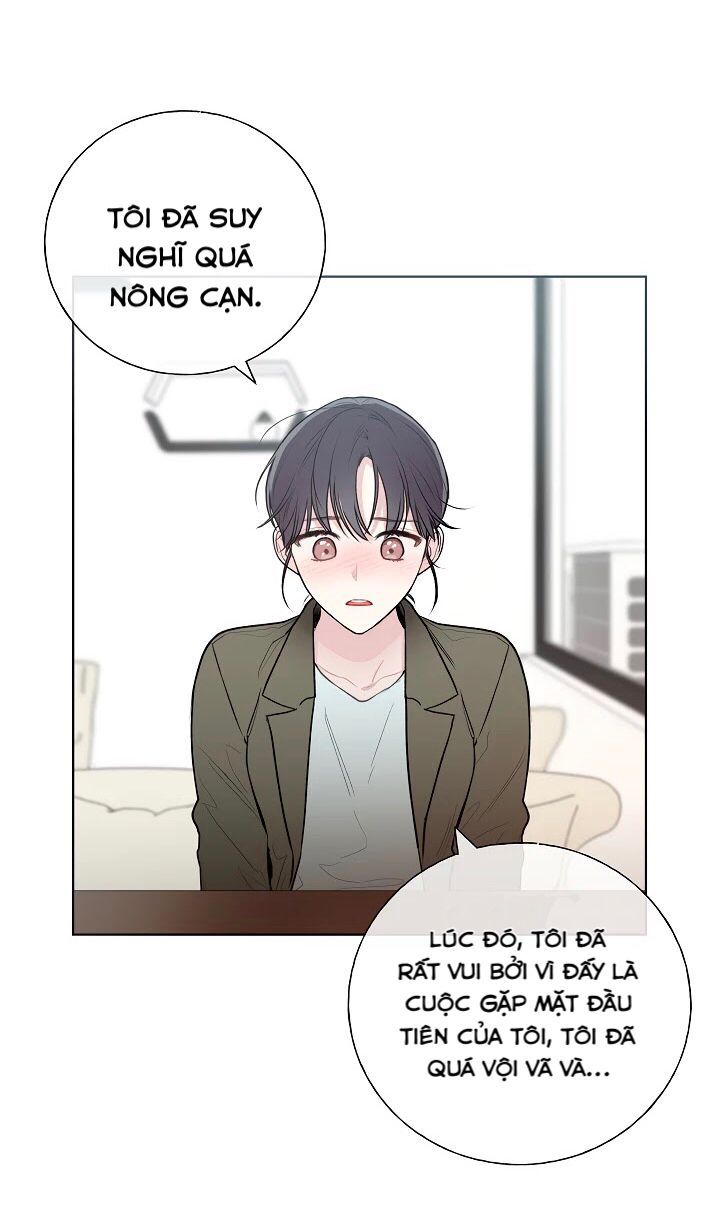 TÔI ĐÃ SUY
NGHĨ QUÁ
NÔNG CẠN.
LÚC ĐÓ, TÔI ĐÃ
RẤT VUI BỞI VÌ ĐẤY LÀ
CUỘC GẶP MẶT ĐẦU
TIÊN CỦA TÔI, TÔI ĐÃ
QUÁ VỘI VÃ VÀ...